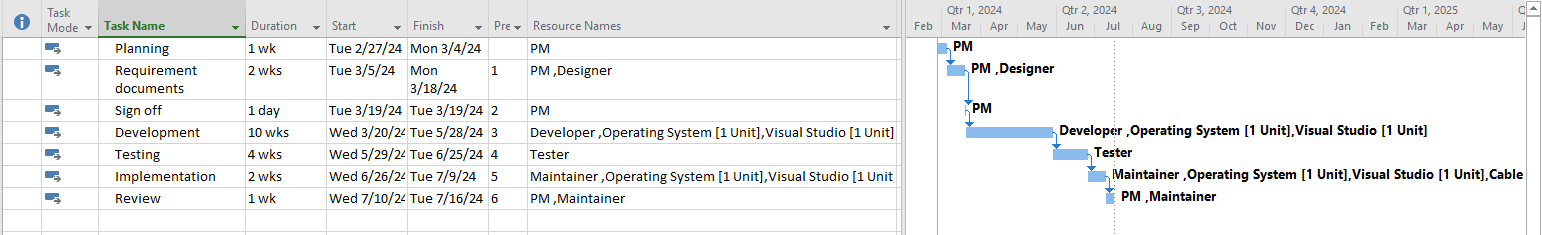 Task Mode Task Name Duration Start Finish Pre Resource Names
Planning 1 wk Tue 2/27/24 Mon 3/4/24 PM
Requirement documents 2 wks Tue 3/5/24 Mon 3/18/24 1 PM ,Designer
Sign off 1 day Tue 3/19/24 Tue 3/19/24 2 PM
Development 10 wks Wed 3/20/24 Tue 5/28/24 3 Developer ,Operating System [1 Unit],Visual Studio [1 Unit]
Testing 4 wks Wed 5/29/24 Tue 6/25/24 4 Tester
Implementation 2 wks Wed 6/26/24 Tue 7/9/24 5 Maintainer ,Operating System [1 Unit],Visual Studio [1 Unit
Review 1 wk Wed 7/10/24 Tue 7/16/24 6 PM ,Maintainer
Qtr 1, 2024 Qtr 2, 2024 Qtr 3, 2024 Qtr 4, 2024 Qtr 1, 2025 Q
Feb Mar Apr May Jun Jul Aug Sep Oct Nov Dec Jan Feb Mar Apr May Jun
PM
PM ,Designer
PM
Developer ,Operating System [1 Unit],Visual Studio [1 Unit]
Tester
Maintainer ,Operating System [1 Unit],Visual Studio [1 Unit],Cable
PM ,Maintainer